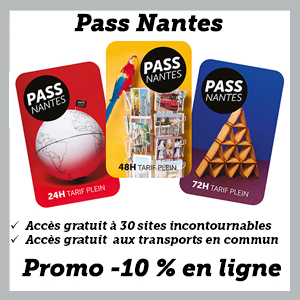 Pass Nantes
PASS
NANTES
24H TARIF PLEIN
PASS
NANTES
48H TARIF PLEIN
PASS
NANTES
72H TARIF PLEIN
✓ Accès gratuit à 30 sites incontournables
✓ Accès gratuit aux transports en commun
Promo -10 % en ligne